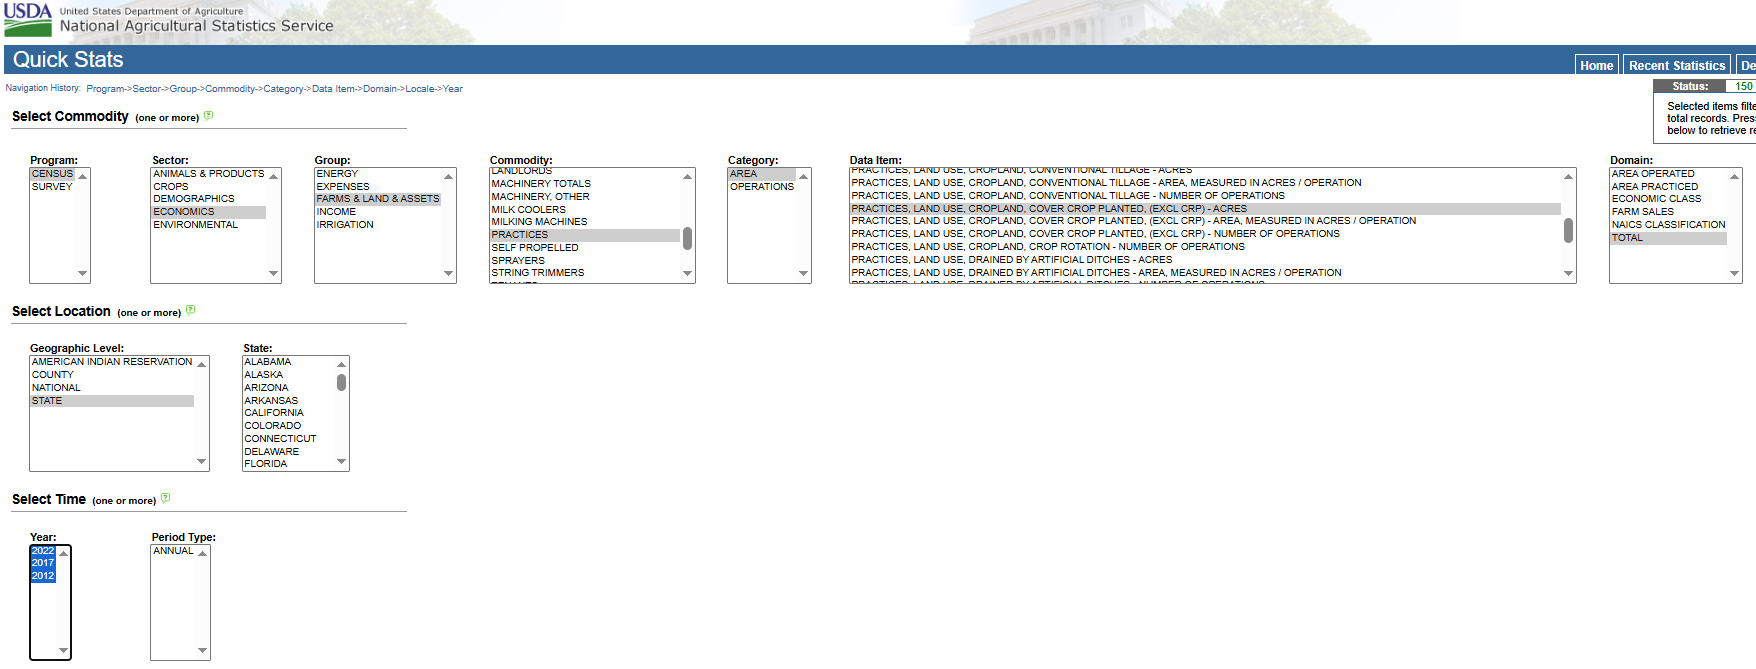 USDA
United States Department of Agriculture
National Agricultural Statistics Service
Quick Stats
Home
Recent Statistics
De
Navigation History: Program->Sector->Group->Commodity->Category->Data Item->Domain->Locale->Year
Status:
150
Selected items filte
total records. Pres
below to retrieve re
Select Commodity (one or more)
Program:
CENSUS
SURVEY
Sector:
ANIMALS & PRODUCTS
CROPS
DEMOGRAPHICS
ECONOMICS
ENVIRONMENTAL
Group:
ENERGY
EXPENSES
FARMS & LAND & ASSETS
INCOME
IRRIGATION
Commodity:
LANDLORDS
MACHINERY TOTALS
MACHINERY, OTHER
MILK COOLERS
MILKING MACHINES
PRACTICES
SELF PROPELLED
SPRAYERS
STRING TRIMMERS
Category:
AREA
OPERATIONS
Data Item:
PRACTICES, LAND USE, CROPLAND, CONVENTIONAL TILLAGE - ACRES
PRACTICES, LAND USE, CROPLAND, CONVENTIONAL TILLAGE - AREA, MEASURED IN ACRES / OPERATION
PRACTICES, LAND USE, CROPLAND, CONVENTIONAL TILLAGE - NUMBER OF OPERATIONS
PRACTICES, LAND USE, CROPLAND, COVER CROP PLANTED, (EXCL CRP) - ACRES
PRACTICES, LAND USE, CROPLAND, COVER CROP PLANTED, (EXCL CRP) - AREA, MEASURED IN ACRES / OPERATION
PRACTICES, LAND USE, CROPLAND, COVER CROP PLANTED, (EXCL CRP) - NUMBER OF OPERATIONS
PRACTICES, LAND USE, CROPLAND, CROP ROTATION - NUMBER OF OPERATIONS
PRACTICES, LAND USE, DRAINED BY ARTIFICIAL DITCHES - ACRES
PRACTICES, LAND USE, DRAINED BY ARTIFICIAL DITCHES - AREA, MEASURED IN ACRES / OPERATION
PRACTICES, LAND USE, DRAINED BY ARTIFICIAL DITCHES - NUMBER OF OPERATIONS
Domain:
AREA OPERATED
AREA PRACTICED
ECONOMIC CLASS
FARM SALES
NAICS CLASSIFICATION
TOTAL
Select Location (one or more)
Geographic Level:
AMERICAN INDIAN RESERVATION
COUNTY
NATIONAL
STATE
State:
ALABAMA
ALASKA
ARIZONA
ARKANSAS
CALIFORNIA
COLORADO
CONNECTICUT
DELAWARE
FLORIDA
Select Time (one or more)
Year:
2022
2017
2012
Period Type:
ANNUAL